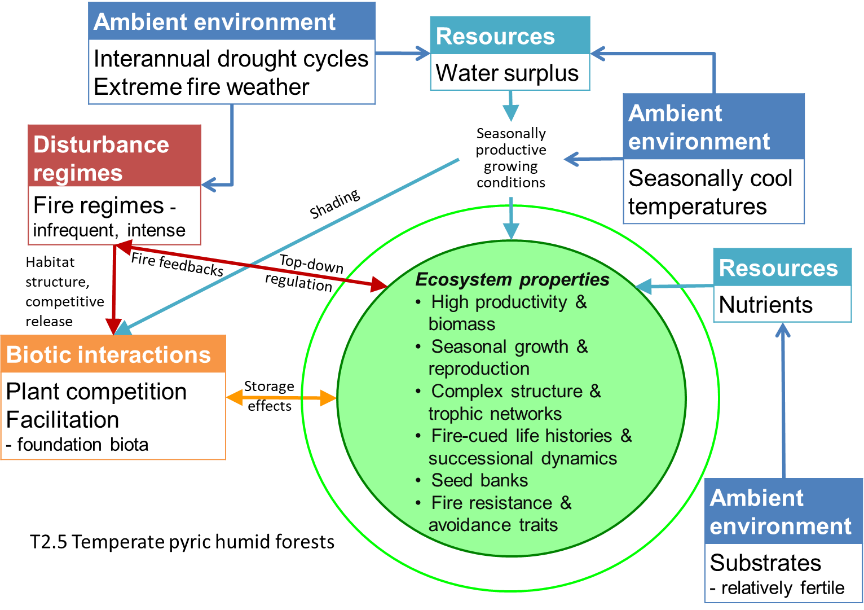 Ambient environment
Interannual drought cycles
Extreme fire weather
Resources
Water surplus
Ambient
environment
Seasonally cool
temperatures
Seasonally
productive
growing
conditions
Disturbance
regimes
Fire regimes -
infrequent, intense
Shading
Habitat
structure,
competitive
release
Fire feedbacks
Top-down
regulation
Resources
Nutrients
Ecosystem properties
• High productivity &
biomass
• Seasonal growth &
reproduction
• Complex structure &
trophic networks
• Fire-cued life histories &
successional dynamics
• Seed banks
• Fire resistance &
avoidance traits
Biotic interactions
Plant competition
Facilitation
- foundation biota
Storage
effects
Ambient
environment
Substrates
- relatively fertile
T2.5 Temperate pyric humid forests